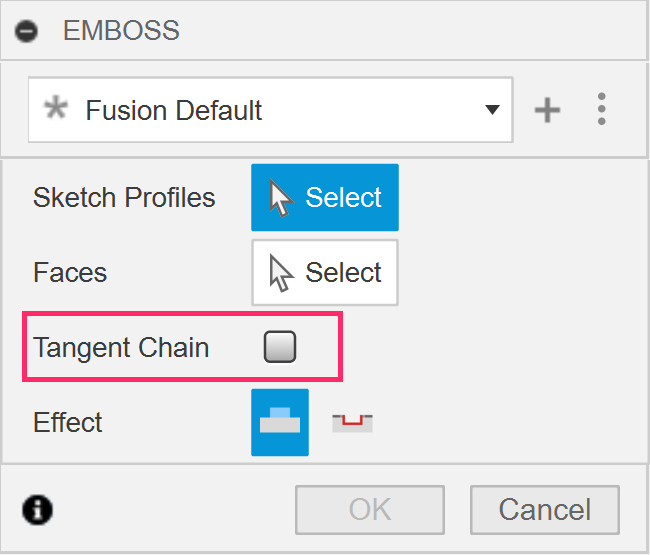 EMBOSS
Fusion Default
Sketch Profiles Select
Faces Select
Tangent Chain
Effect
OK Cancel